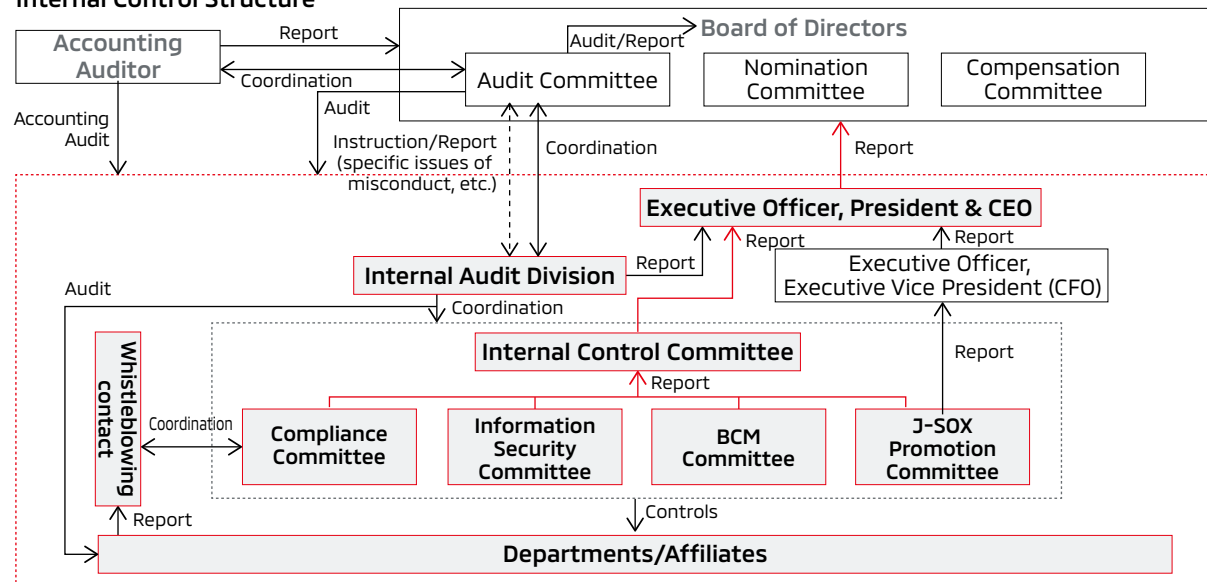 Internal Control Structure
Accounting
Auditor
Report
Coordination
Audit
Accounting
Audit
Audit/Report
Board of Directors
Audit Committee
Nomination
Committee
Compensation
Committee
Instruction/Report
(specific issues of
misconduct, etc.)
Coordination
Report
Executive Officer, President & CEO
Report
Report
Report
Internal Audit Division
Executive Officer,
Executive Vice President (CFO)
Audit
Coordination
Internal Control Committee
Report
Report
Whistleblowing
contact
Coordination
Compliance
Committee
Information
Security
Committee
BCM
Committee
J-SOX
Promotion
Committee
Report
Controls
Departments/Affiliates